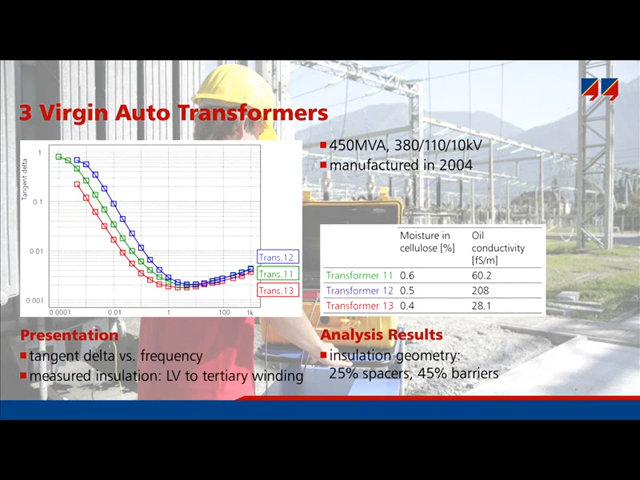 3 Virgin Auto Transformers
Tangent delta
1
0.1
0.01
0.001
0.0001
0.01
1
100
1k
Trans.12
Trans.11
Trans.13
450MVA, 380/110/10kV
manufactured in 2004
Moisture in cellulose [%]
Oil conductivity [fS/m]
Transformer 11 0.6 60.2
Transformer 12 0.5 208
Transformer 13 0.4 28.1
Presentation
tangent delta vs. frequency
measured insulation: LV to tertiary winding
Analysis Results
insulation geometry:
25% spacers, 45% barriers